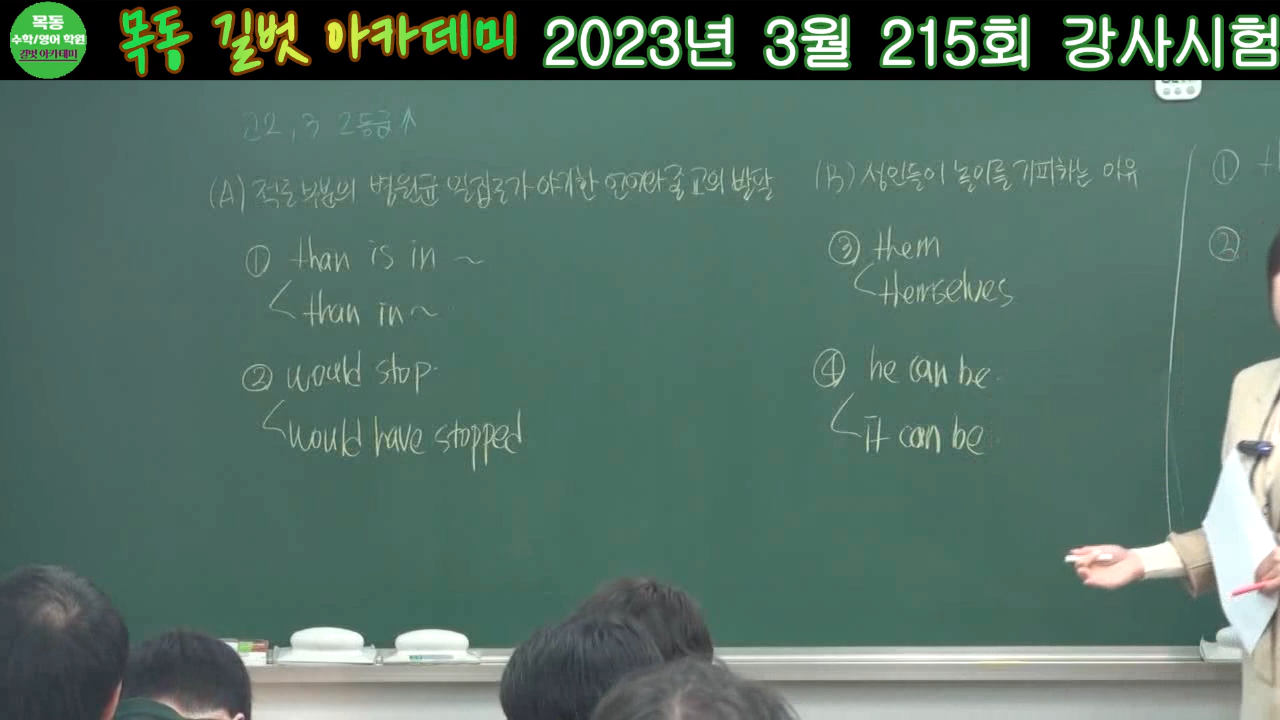 목동
수학/영어 학원
길벗 아카데미
목동 길벗 아카데미 2023년 3월 215회 강사시험
고2,3 2등급↑
(A) 적도 부분의 병원균 밀집도가 야기한 언어와 종교의 발달
① than is in ~
than in ~
② would stop.
would have stopped
(B) 성인들이 놀이를 기피하는 이유
③ them
themselves
④ he can be.
it can be
①
②